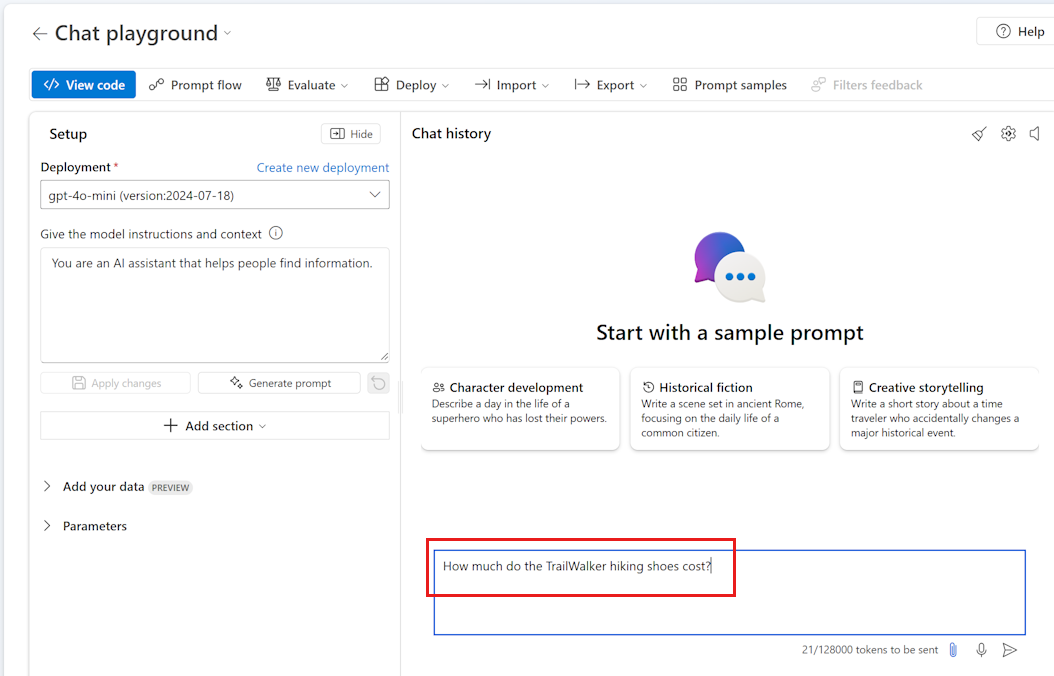 Chat playground
Help
View code
Prompt flow
Evaluate
Deploy
Import
Export
Prompt samples
Filters feedback
Setup
Hide
Deployment *
Create new deployment
gpt-4o-mini (version:2024-07-18)
Give the model instructions and context
You are an AI assistant that helps people find information.
Apply changes
Generate prompt
Add section
Add your data PREVIEW
Parameters
Chat history
Start with a sample prompt
Character development
Describe a day in the life of a
superhero who has lost their powers.
Historical fiction
Write a scene set in ancient Rome,
focusing on the daily life of a
common citizen.
Creative storytelling
Write a short story about a time
traveler who accidentally changes a
major historical event.
How much do the TrailWalker hiking shoes cost?
21/128000 tokens to be sent